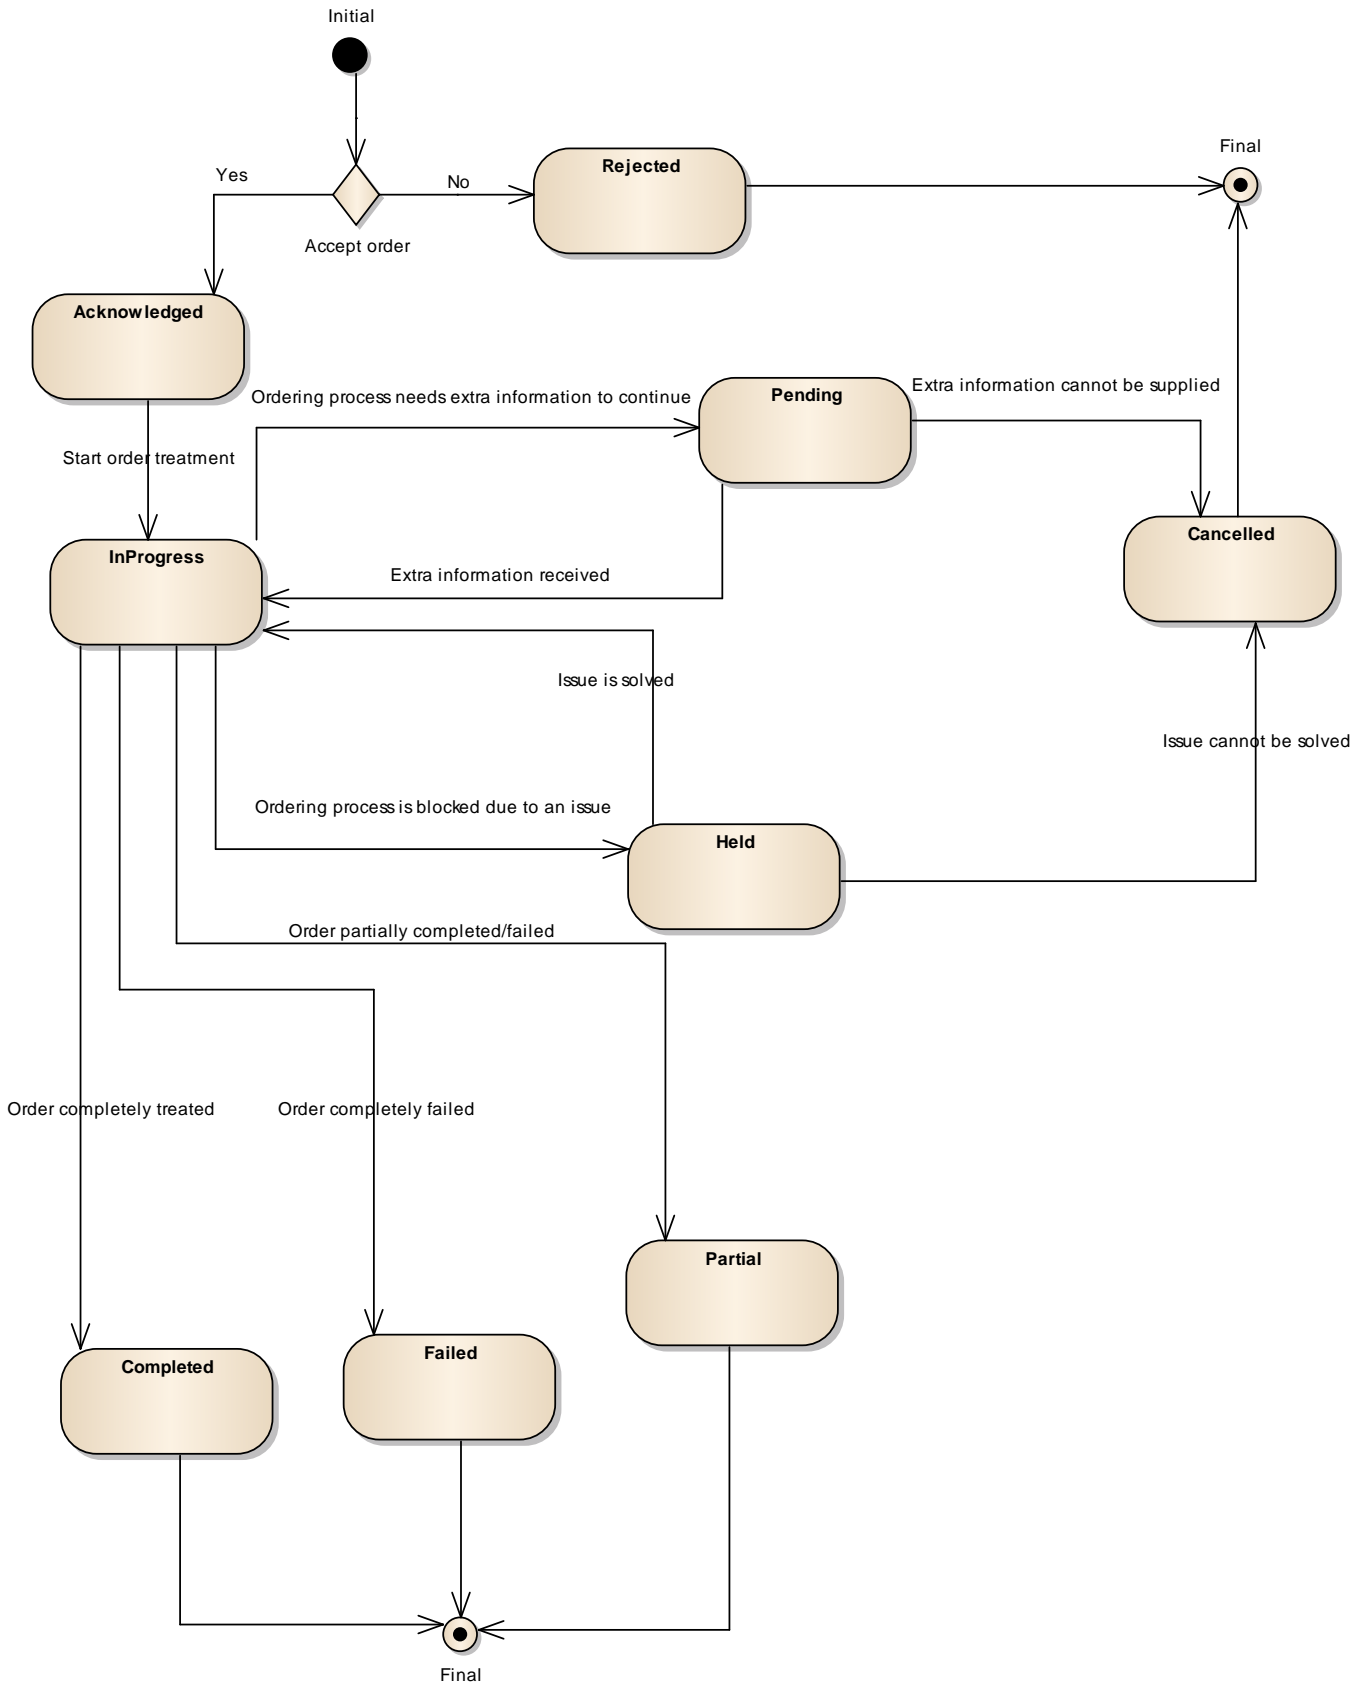 Initial
Final
Rejected
Yes
No
Accept order
Acknowledged
Extra information cannot be supplied
Pending
Ordering process needs extra information to continue
Start order treatment
Cancelled
InProgress
Extra information received
Issue is solved
Issue cannot be solved
Ordering process is blocked due to an issue
Held
Order partially completed/failed
Order completely treated
Order completely failed
Partial
Failed
Completed
Final